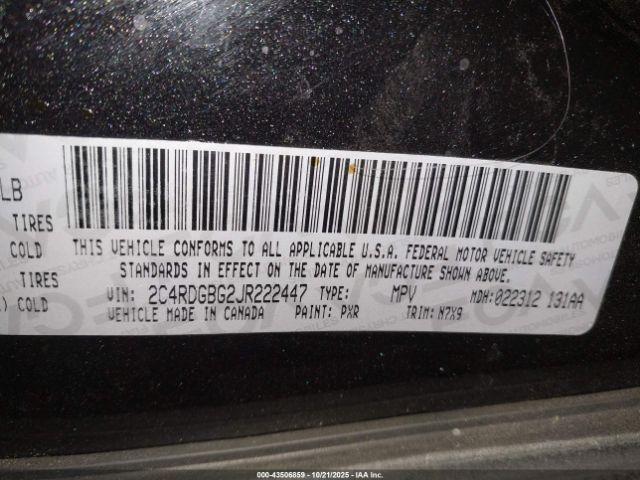 LB
TIRES
COLD
TIRES
) COLD
THIS VEHICLE CONFORMS TO ALL APPLICABLE U.S.A. FEDERAL MOTOR VEHICLE SAFETY
STANDARDS IN EFFECT ON THE DATE OF MANUFACTURE SHOWN ABOVE.
VIN: 2C4RDGBG2JR222447 TYPE: MPV MDH:022312 131AA
VEHICLE MADE IN CANADA PAINT: PXR TRIM: N7X9
000-43506859 | 10/21/2025 | IAA Inc.